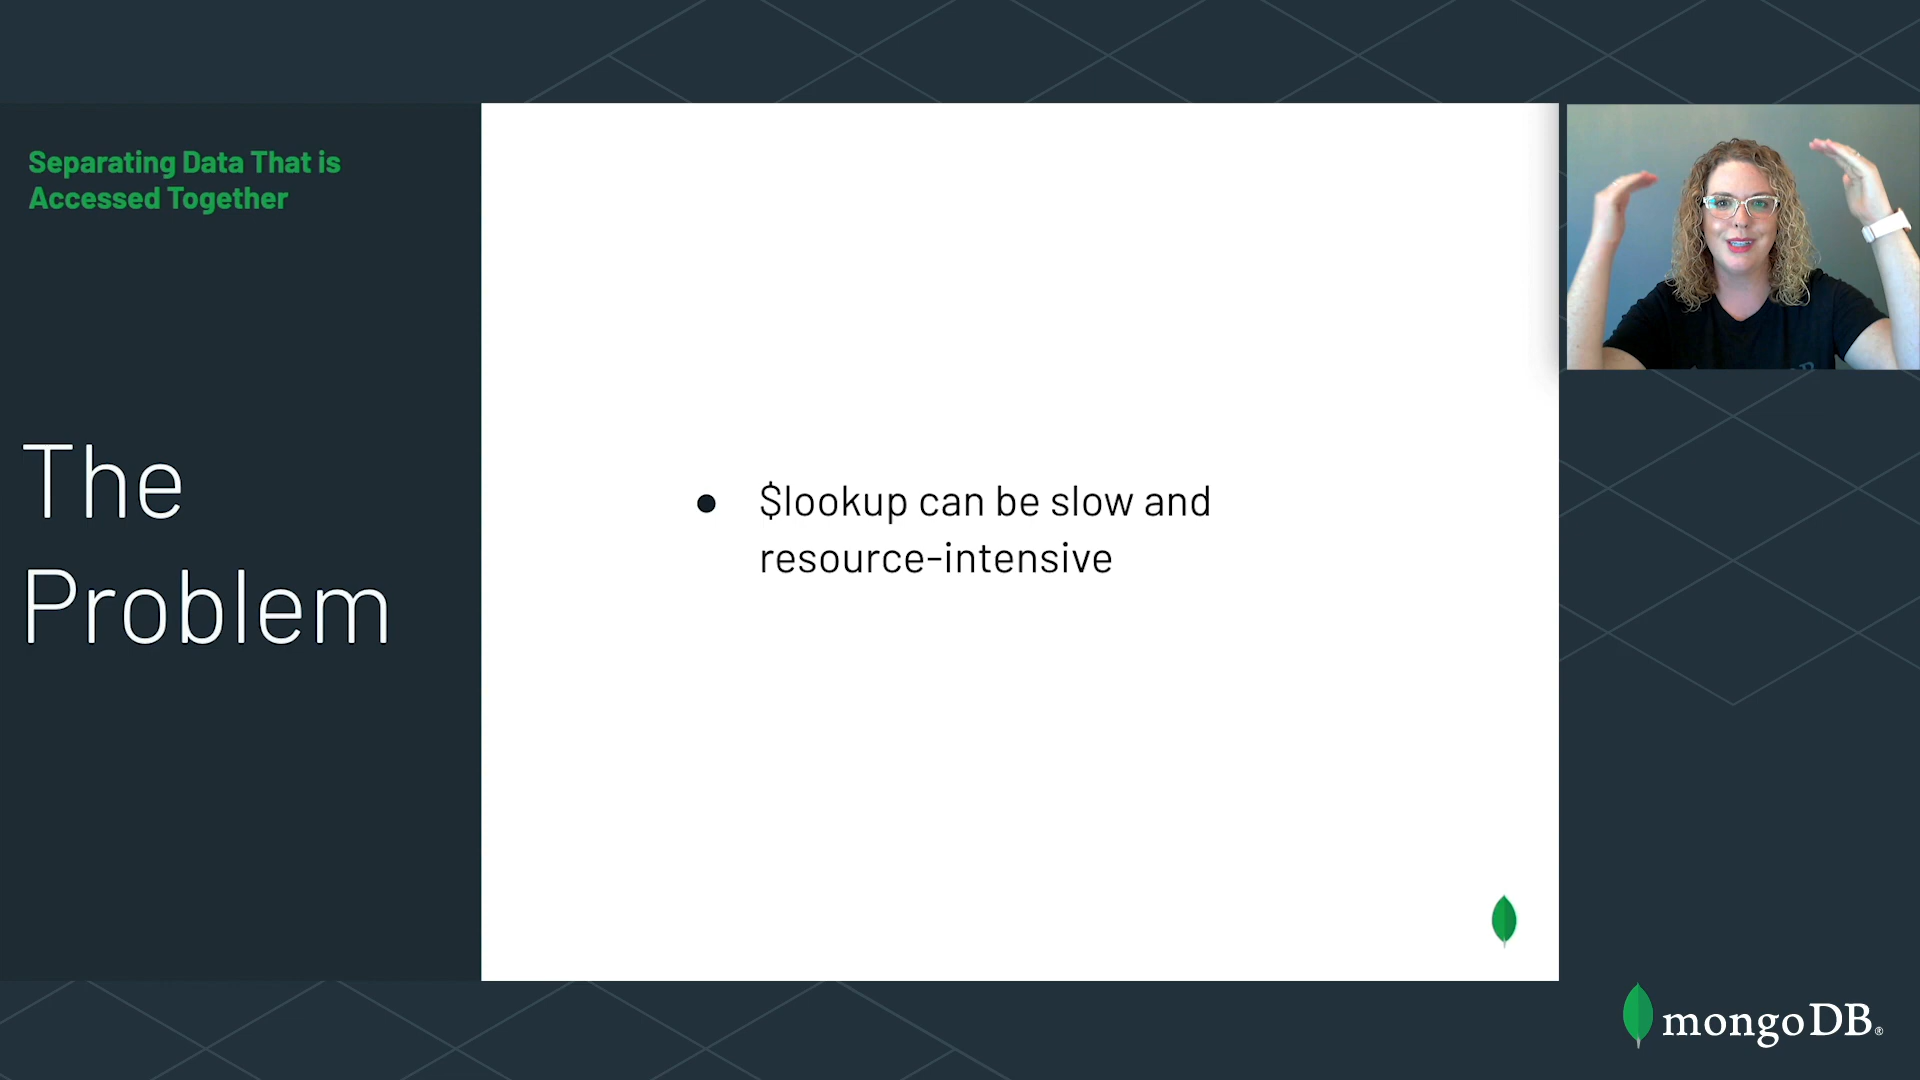 Separating Data That is
Accessed Together
The
Problem
● $lookup can be slow and
resource-intensive
mongoDB®